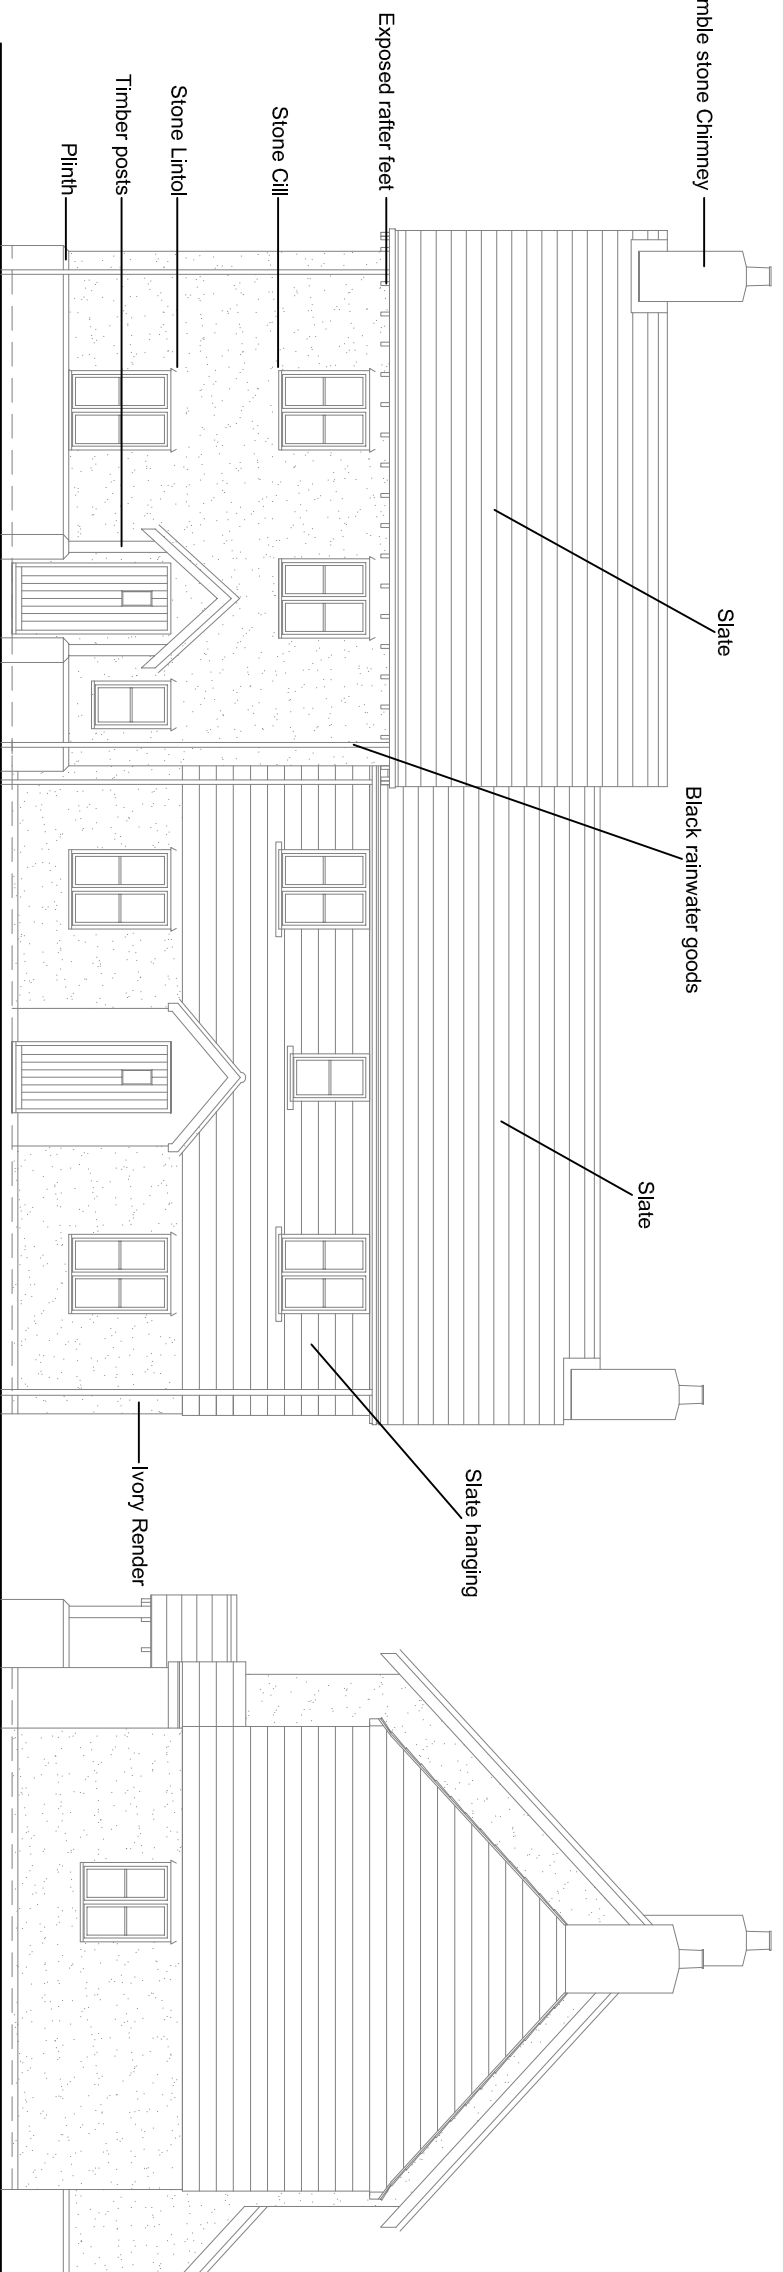 mble stone Chimney
Exposed rafter feet
Stone Cill
Stone Lintol
Timber posts
Plinth
Slate
Black rainwater goods
Slate
Slate hanging
Ivory Render